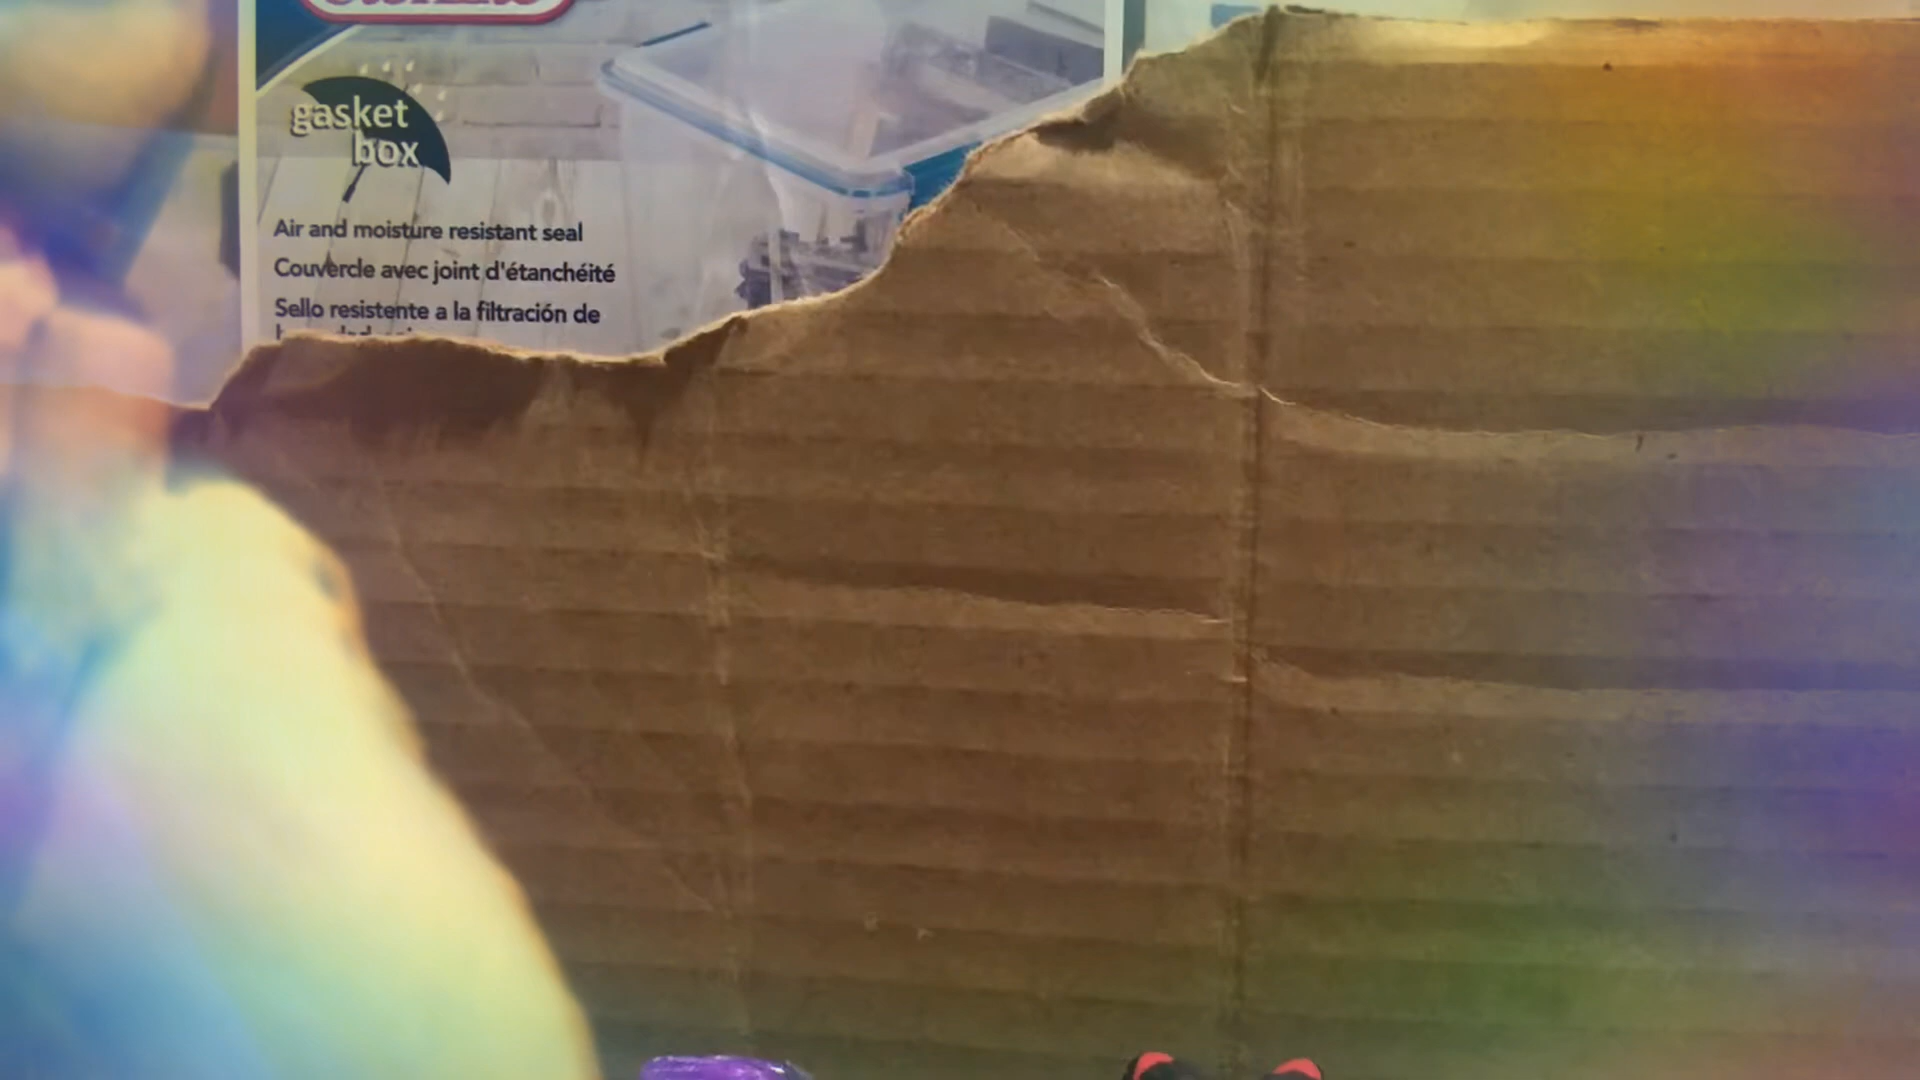 gasket
box
Air and moisture resistant seal
Couvercle avec joint d'étanchéité
Sello resistente a la filtración de